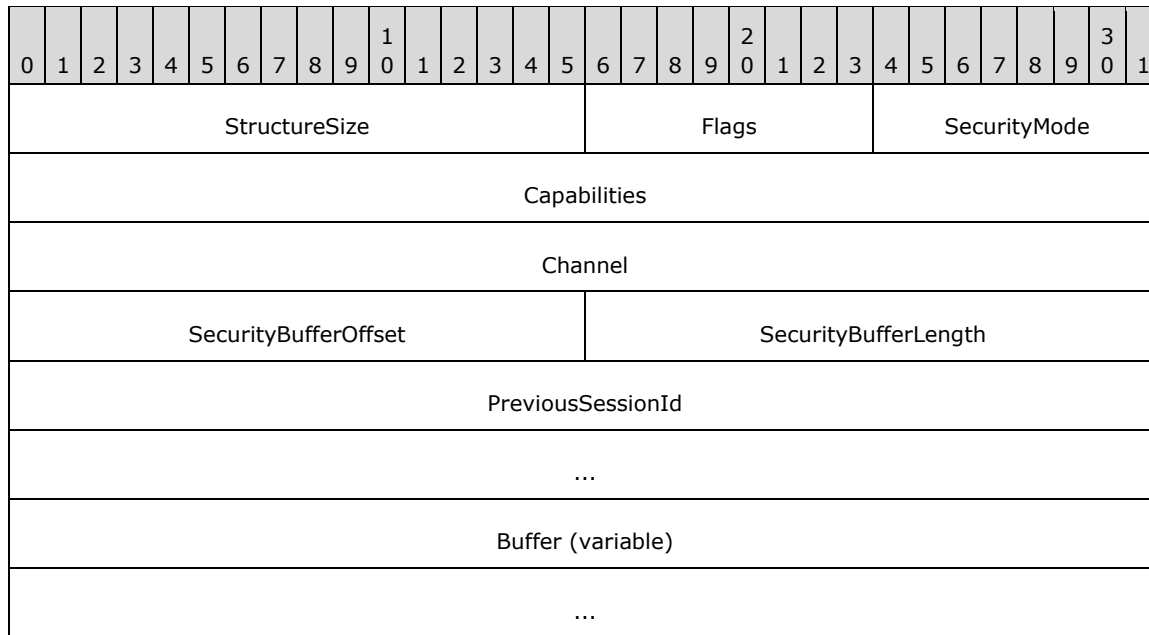 1 2 3
0 1 2 3 4 5 6 7 8 9 0 1 2 3 4 5 6 7 8 9 0 1 2 3 4 5 6 7 8 9 0 1
StructureSize Flags SecurityMode
Capabilities
Channel
SecurityBufferOffset SecurityBufferLength
PreviousSessionId
...
Buffer (variable)
...